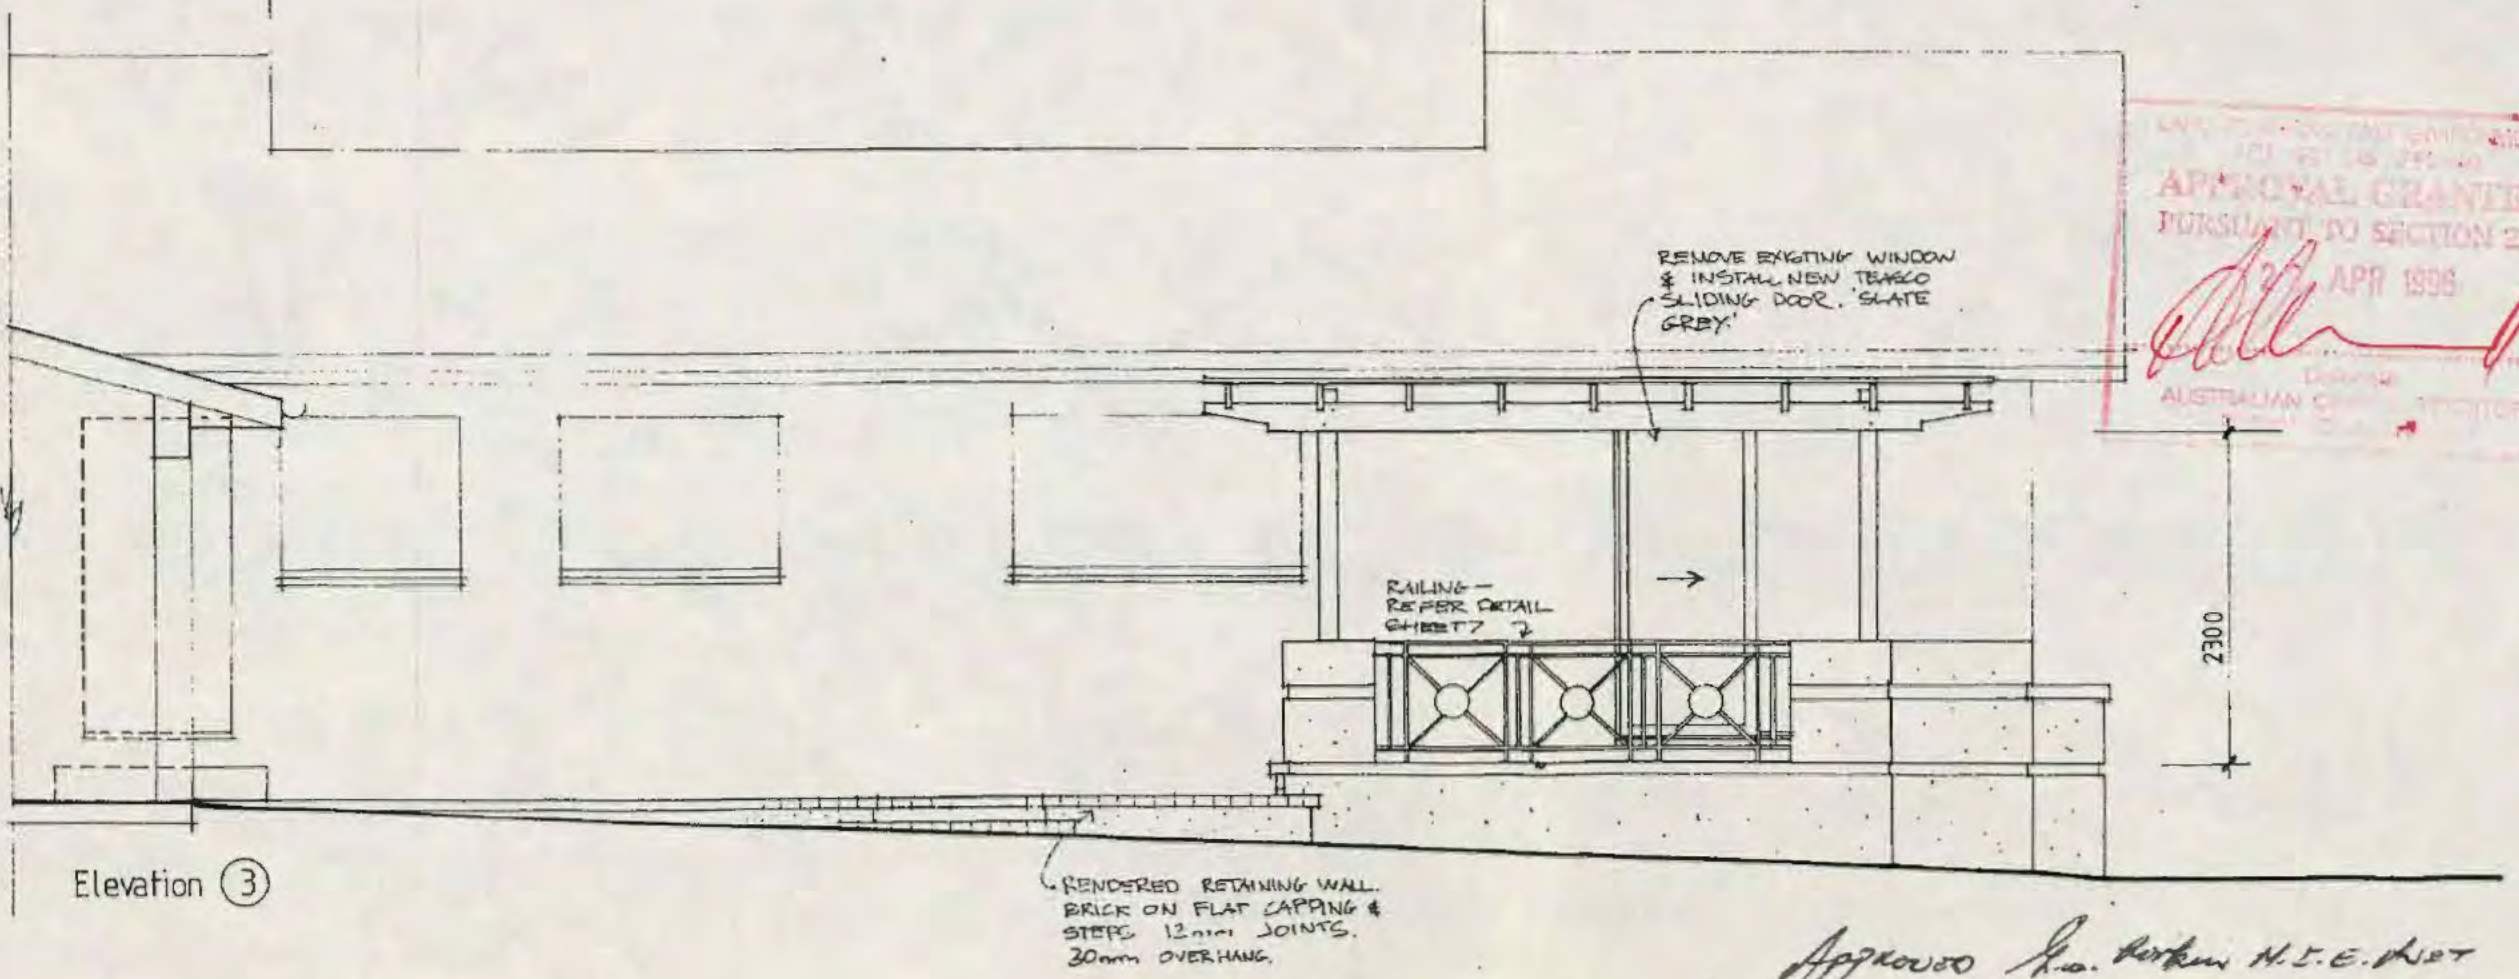 REMOVE EXISTING WINDOW
& INSTALL NEW TEASCO
SLIDING DOOR. 'SLATE
GREY.'
APPROVAL GRANTED
PURSUANT TO SECTION
APR 1996
AUSTRALIAN
RAILING –
REFER DETAIL
SHEET 7
2300
Elevation 3
RENDERED RETAINING WALL.
BRICK ON FLAT CAPPING &
STEPS 12mm JOINTS.
30mm OVERHANG.
APPROVED M.I.E. AUST